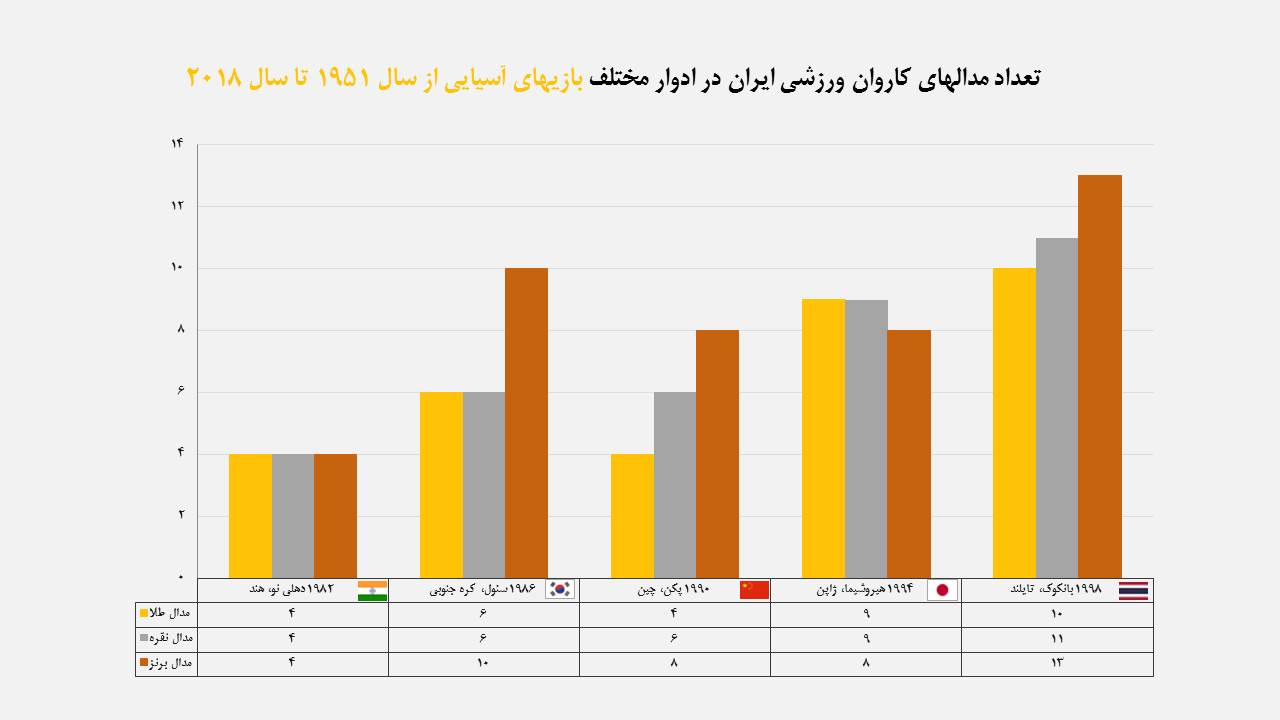 تعداد مدالهای کاروان ورزشی ایران در ادوار مختلف بازیهای آسیایی از سال ۱۹۵۱ تا سال ۲۰۱۸
۱۴
۱۲
۱۰
۸
۶
۴
۲
۰
۱۹۸۲دهلی نو، هند ۱۹۸۶سئول، کره جنوبی ۱۹۹۰پکن، چین ۱۹۹۴هیروشیما، ژاپن ۱۹۹۸بانکوک، تایلند
مدال طلا ۴ ۶ ۴ ۹ ۱۰
مدال نقره ۴ ۶ ۶ ۹ ۱۱
مدال برنز ۴ ۱۰ ۸ ۸ ۱۳